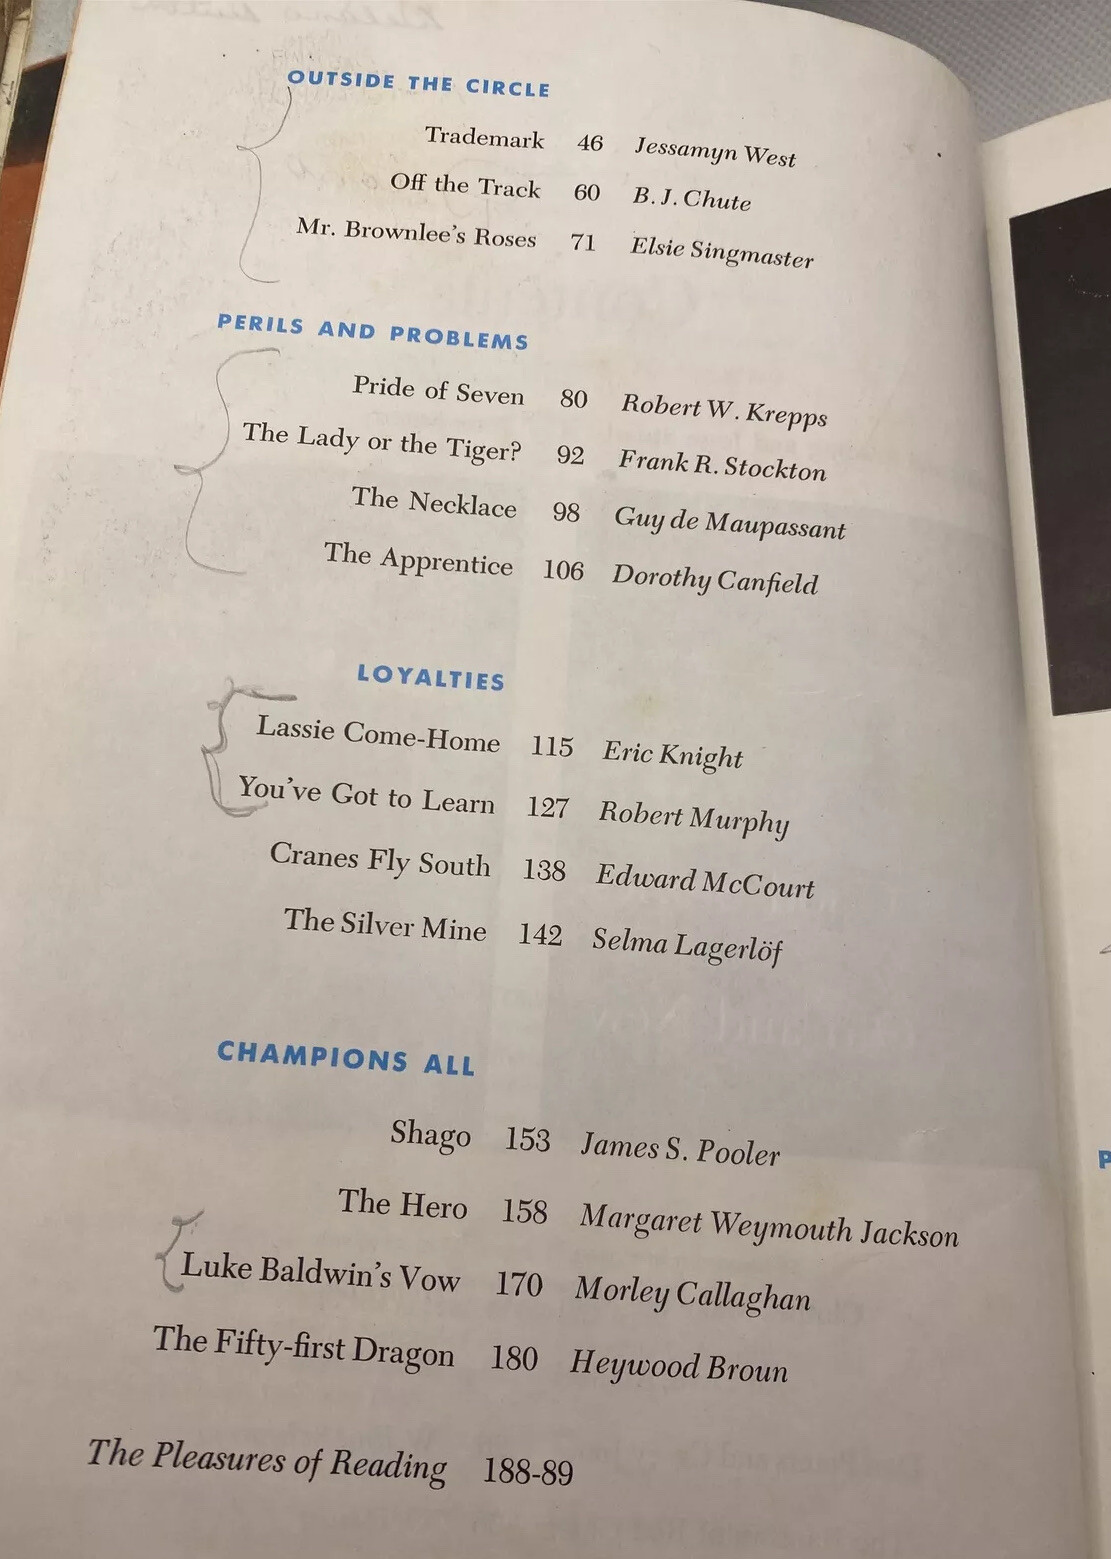 OUTSIDE THE CIRCLE
Trademark 46 Jessamyn West
Off the Track 60 B. J. Chute
Mr. Brownlee's Roses 71 Elsie Singmaster
PERILS AND PROBLEMS
Pride of Seven 80 Robert W. Krepps
The Lady or the Tiger? 92 Frank R. Stockton
The Necklace 98 Guy de Maupassant
The Apprentice 106 Dorothy Canfield
LOYALTIES
Lassie Come-Home 115 Eric Knight
You've Got to Learn 127 Robert Murphy
Cranes Fly South 138 Edward McCourt
The Silver Mine 142 Selma Lagerlöf
CHAMPIONS ALL
Shago 153 James S. Pooler
The Hero 158 Margaret Weymouth Jackson
Luke Baldwin's Vow 170 Morley Callaghan
The Fifty-first Dragon 180 Heywood Broun
The Pleasures of Reading 188-89
P